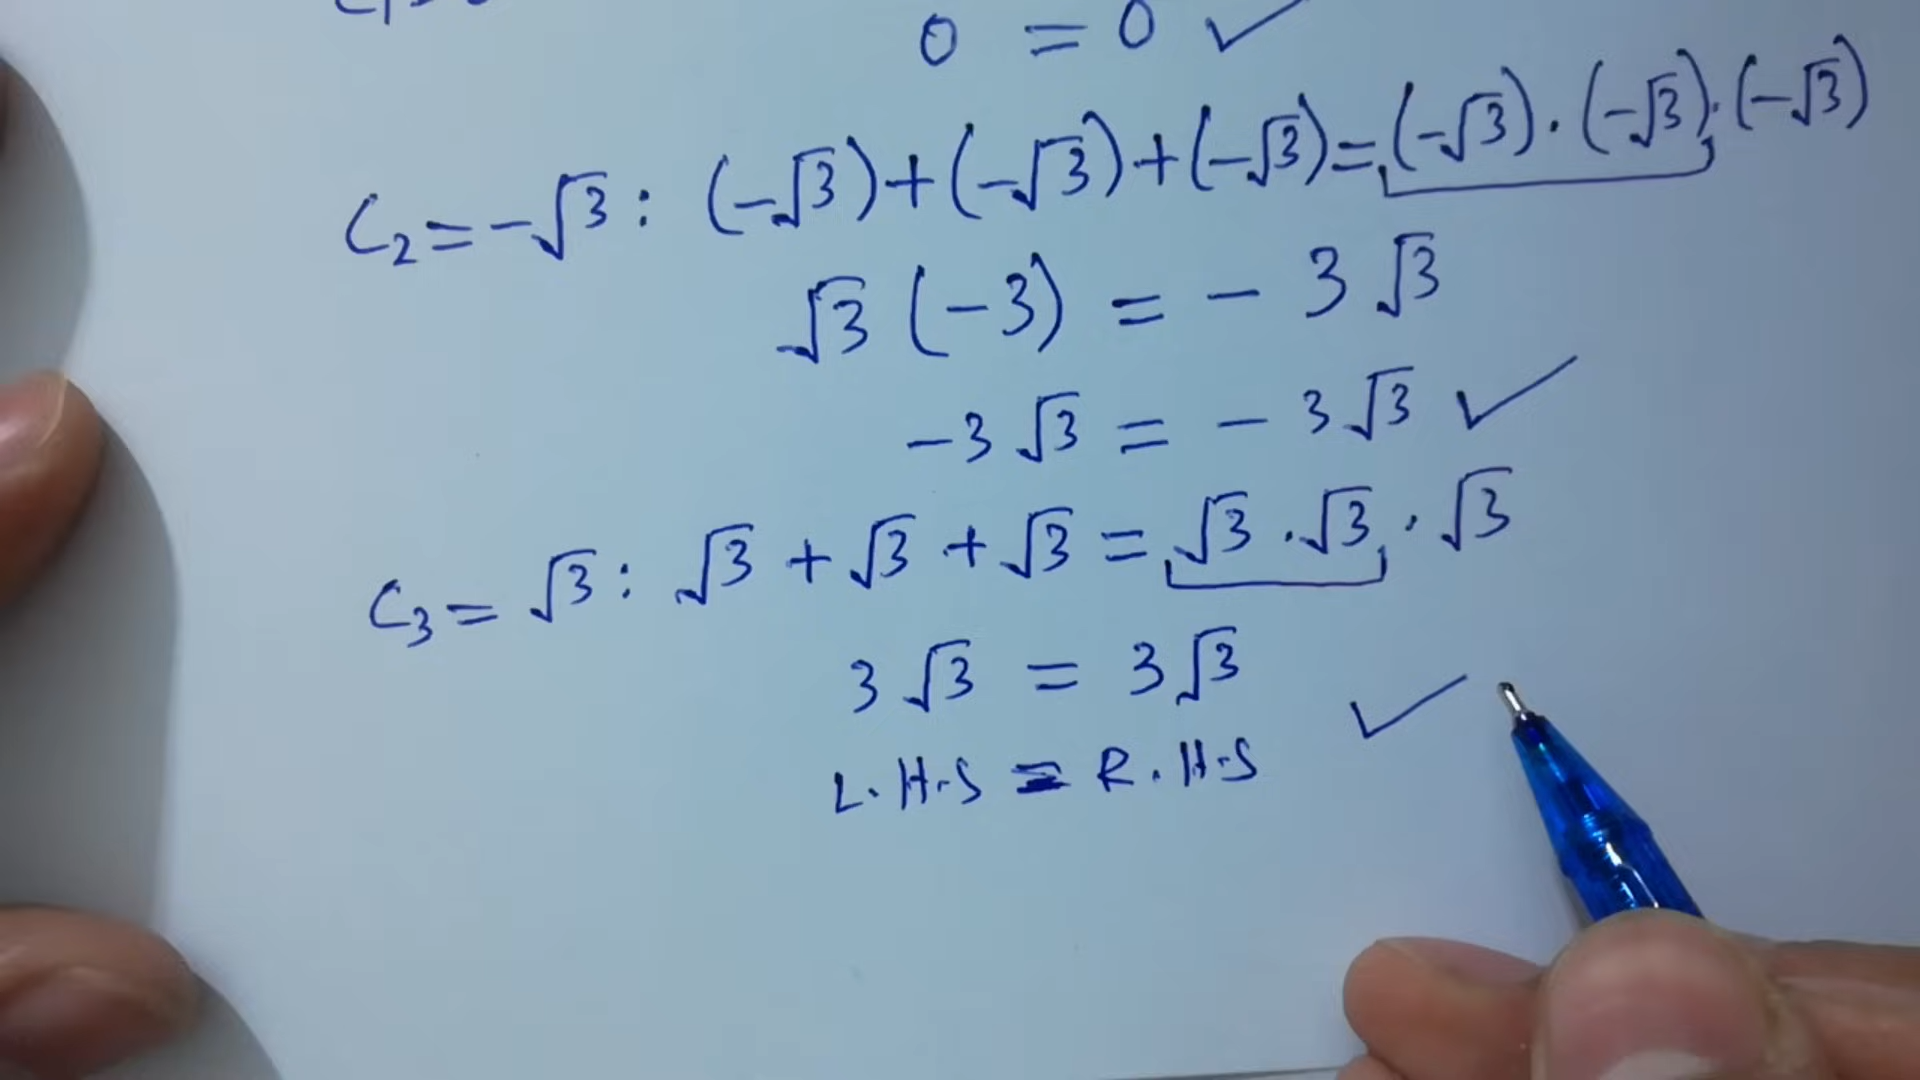 0 = 0 ✓
C₂ = -√3 : (-√3) + (-√3) + (-√3) = (-√3) · (-√3) · (-√3)
√3 (-3) = - 3 √3
-3 √3 = - 3 √3 ✓
C₃ = √3 : √3 + √3 + √3 = √3 · √3 · √3
3 √3 = 3 √3
L.H.S = R.H.S ✓